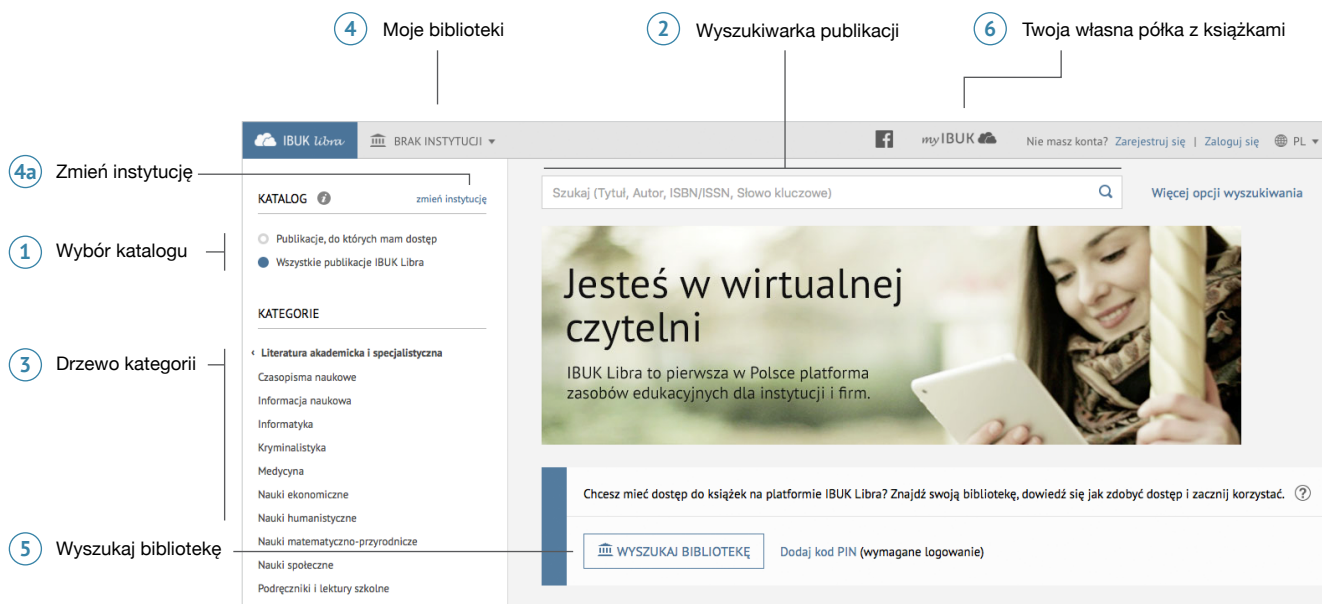 4 Moje biblioteki
2 Wyszukiwarka publikacji
6 Twoja własna półka z książkami
IBUK libra
BRAK INSTYTUCJI
myIBUK
Nie masz konta? Zarejestruj się | Zaloguj się
PL
4a Zmień instytucję
KATALOG i
zmień instytucję
Szukaj (Tytuł, Autor, ISBN/ISSN, Słowo kluczowe)
Więcej opcji wyszukiwania
1 Wybór katalogu
Publikacje, do których mam dostęp
Wszystkie publikacje IBUK Libra
Jesteś w wirtualnej
czytelni
IBUK Libra to pierwsza w Polsce platforma
zasobów edukacyjnych dla instytucji i firm.
KATEGORIE
3 Drzewo kategorii
‹ Literatura akademicka i specjalistyczna
Czasopisma naukowe
Informacja naukowa
Informatyka
Kryminalistyka
Medycyna
Nauki ekonomiczne
Nauki humanistyczne
Nauki matematyczno-przyrodnicze
Nauki społeczne
Podręczniki i lektury szkolne
Chcesz mieć dostęp do książek na platformie IBUK Libra? Znajdź swoją bibliotekę, dowiedź się jak zdobyć dostęp i zacznij korzystać. ?
5 Wyszukaj bibliotekę
WYSZUKAJ BIBLIOTEKĘ
Dodaj kod PIN (wymagane logowanie)